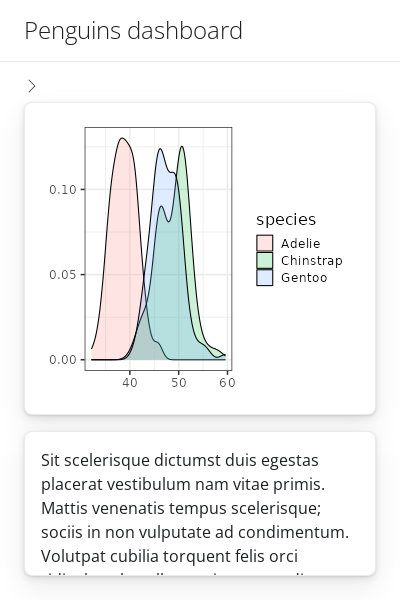 Penguins dashboard
0.10
0.05
0.00
40 50 60
species
Adelie
Chinstrap
Gentoo
Sit scelerisque dictumst duis egestas
placerat vestibulum nam vitae primis.
Mattis venenatis tempus scelerisque;
sociis in non vulputate ad condimentum.
Volutpat cubilia torquent felis orci